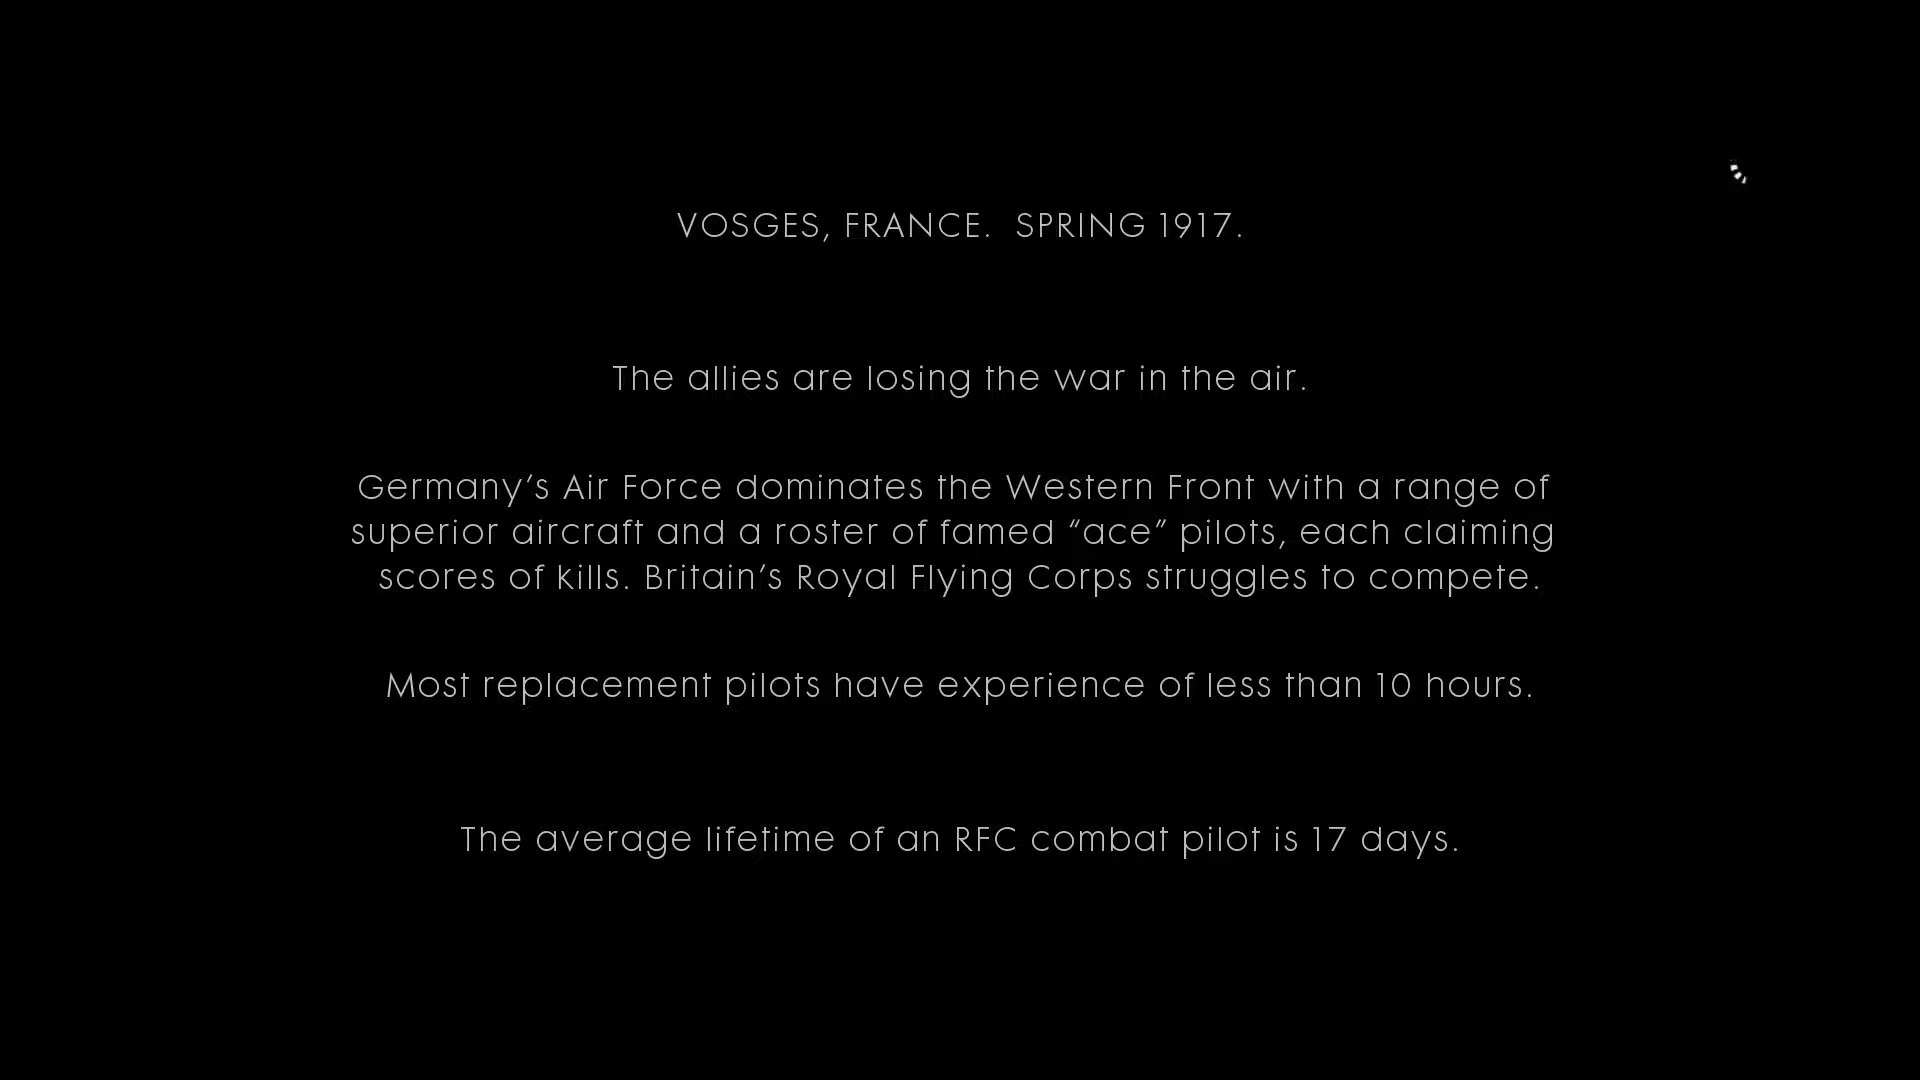 VOSGES, FRANCE.  SPRING 1917.
The allies are losing the war in the air.
Germany’s Air Force dominates the Western Front with a range of
superior aircraft and a roster of famed “ace” pilots, each claiming
scores of kills. Britain’s Royal Flying Corps struggles to compete.
Most replacement pilots have experience of less than 10 hours.
The average lifetime of an RFC combat pilot is 17 days.